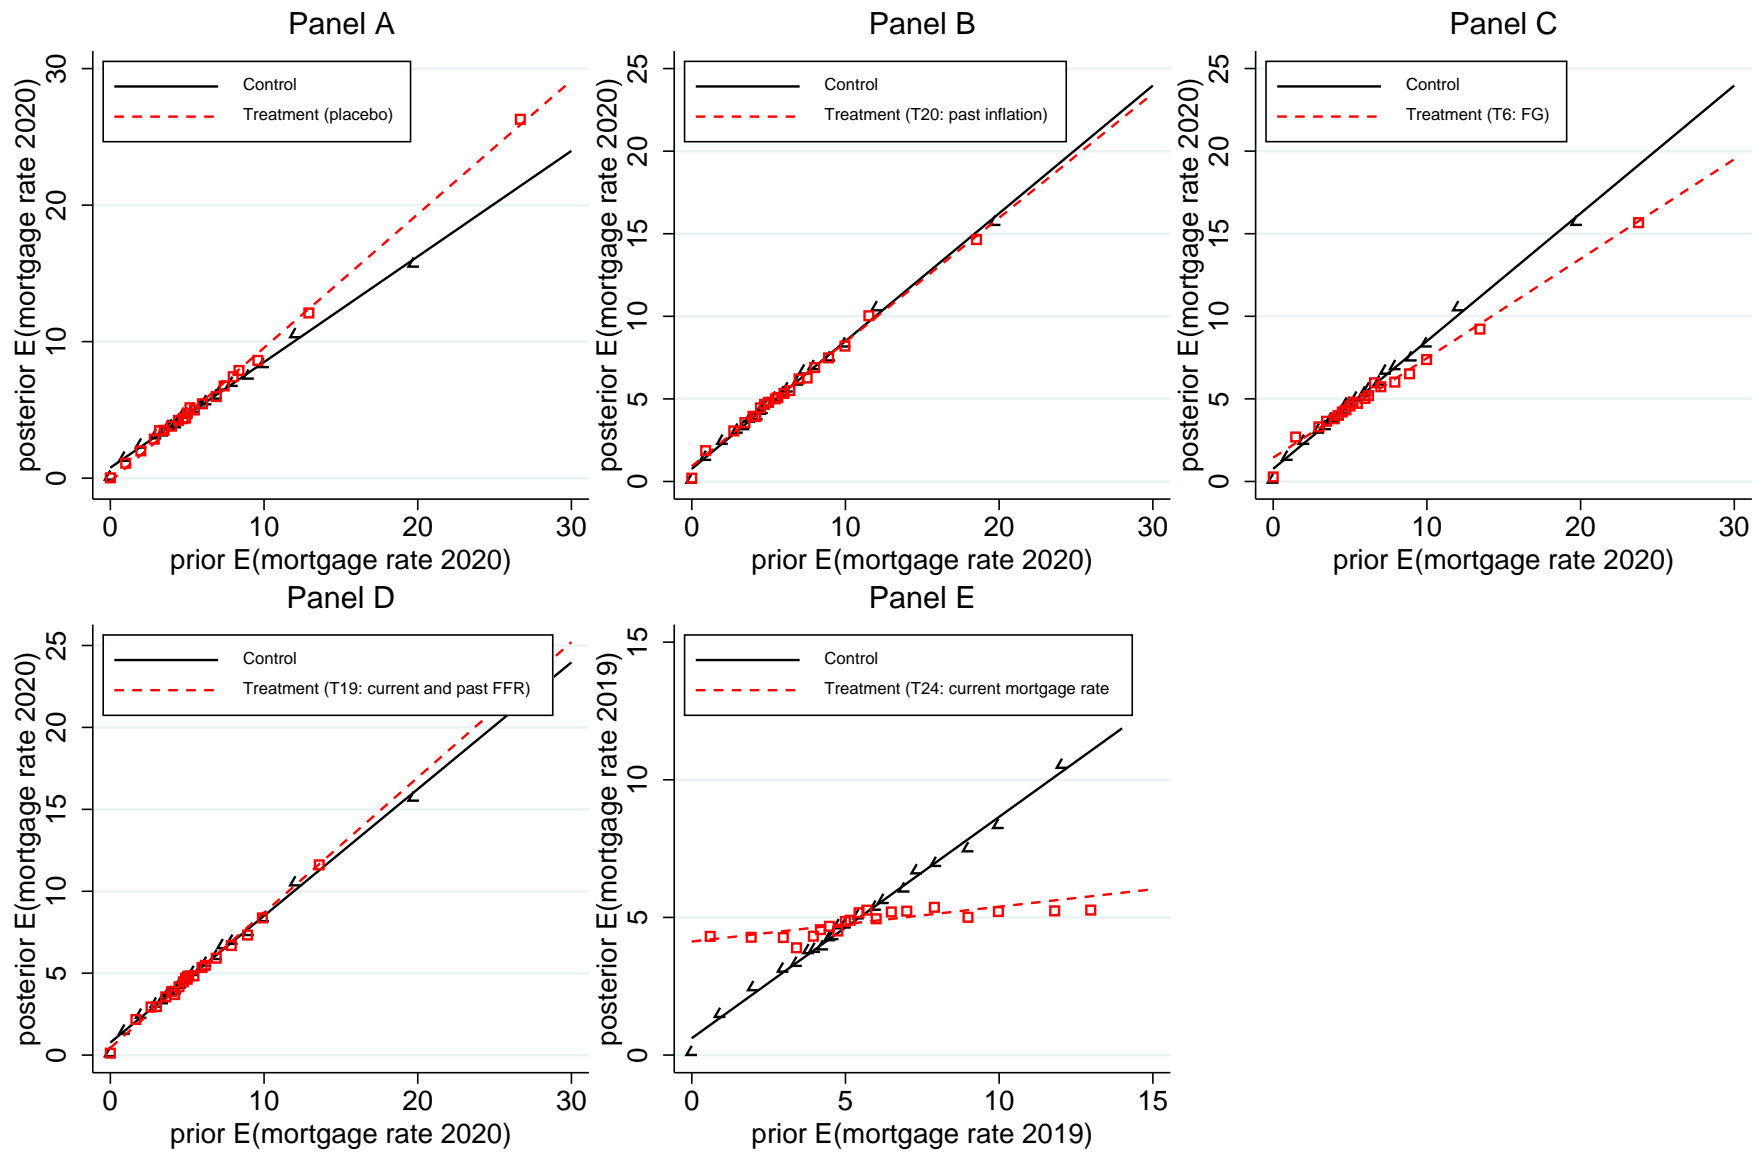 Panel A
posterior E(mortgage rate 2020)
30
20
10
0
Control
Treatment (placebo)
0 10 20 30
prior E(mortgage rate 2020)
Panel B
posterior E(mortgage rate 2020)
25
20
15
10
5
0
Control
Treatment (T20: past inflation)
0 10 20 30
prior E(mortgage rate 2020)
Panel C
posterior E(mortgage rate 2020)
25
20
15
10
5
0
Control
Treatment (T6: FG)
0 10 20 30
prior E(mortgage rate 2020)
Panel D
posterior E(mortgage rate 2020)
25
20
15
10
5
0
Control
Treatment (T19: current and past FFR)
0 10 20 30
prior E(mortgage rate 2020)
Panel E
posterior E(mortgage rate 2019)
15
10
5
0
Control
Treatment (T24: current mortgage rate
0 5 10 15
prior E(mortgage rate 2019)